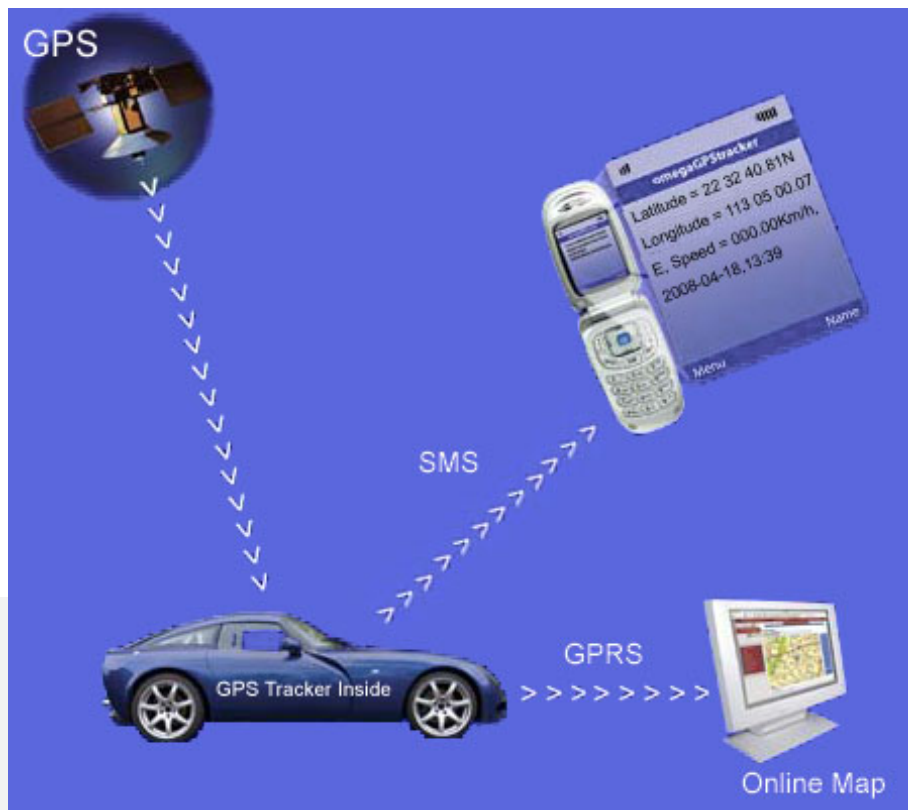 GPS
omegaGPStracker
Latitude = 22 32 40.81N
Longitude = 113 05 00.07
E, Speed = 000.00Km/h,
2008-04-18,13:39
Menu
Name
SMS
GPRS
GPS Tracker Inside
Online Map